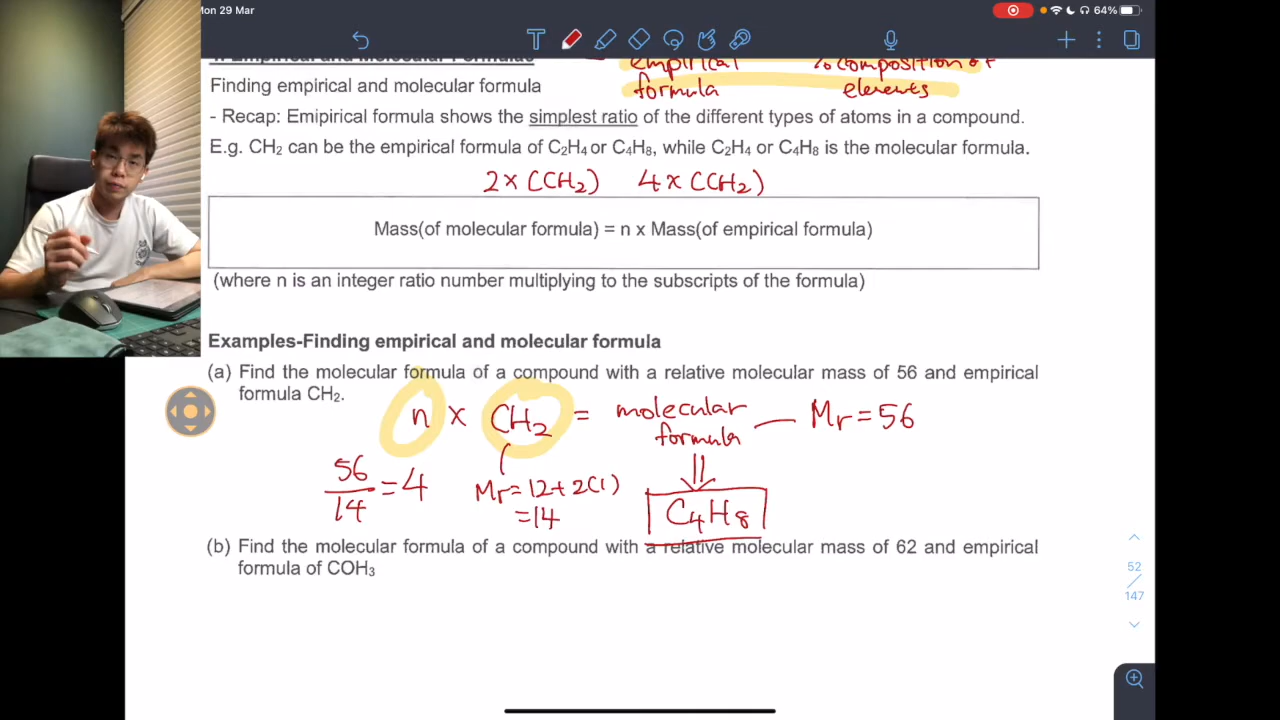 Mon 29 Mar
64%
4. Empirical and Molecular Formulas
empirical % composition of
Finding empirical and molecular formula
formula elements
- Recap: Emipirical formula shows the simplest ratio of the different types of atoms in a compound.
E.g. CH₂ can be the empirical formula of C₂H₄ or C₄H₈, while C₂H₄ or C₄H₈ is the molecular formula.
2 x (CH₂) 4 x (CH₂)
Mass(of molecular formula) = n x Mass(of empirical formula)
(where n is an integer ratio number multiplying to the subscripts of the formula)
Examples-Finding empirical and molecular formula
(a) Find the molecular formula of a compound with a relative molecular mass of 56 and empirical
formula CH₂.
n x CH₂ = molecular formula — Mr = 56
56/14 = 4
Mr = 12 + 2(1)
= 14
C₄H₈
(b) Find the molecular formula of a compound with a relative molecular mass of 62 and empirical
formula of COH₃
52
147